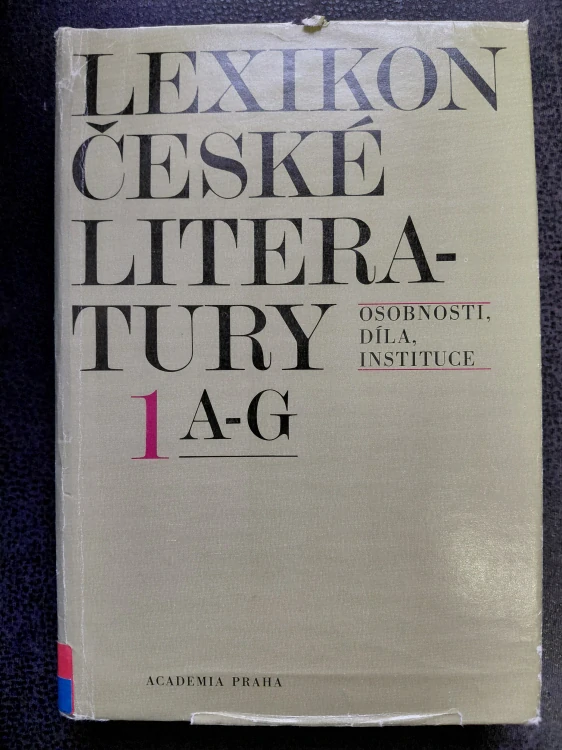 LEXIKON
ČESKÉ
LITERA-
TURY
OSOBNOSTI,
DÍLA,
INSTITUCE
1 A-G
ACADEMIA PRAHA